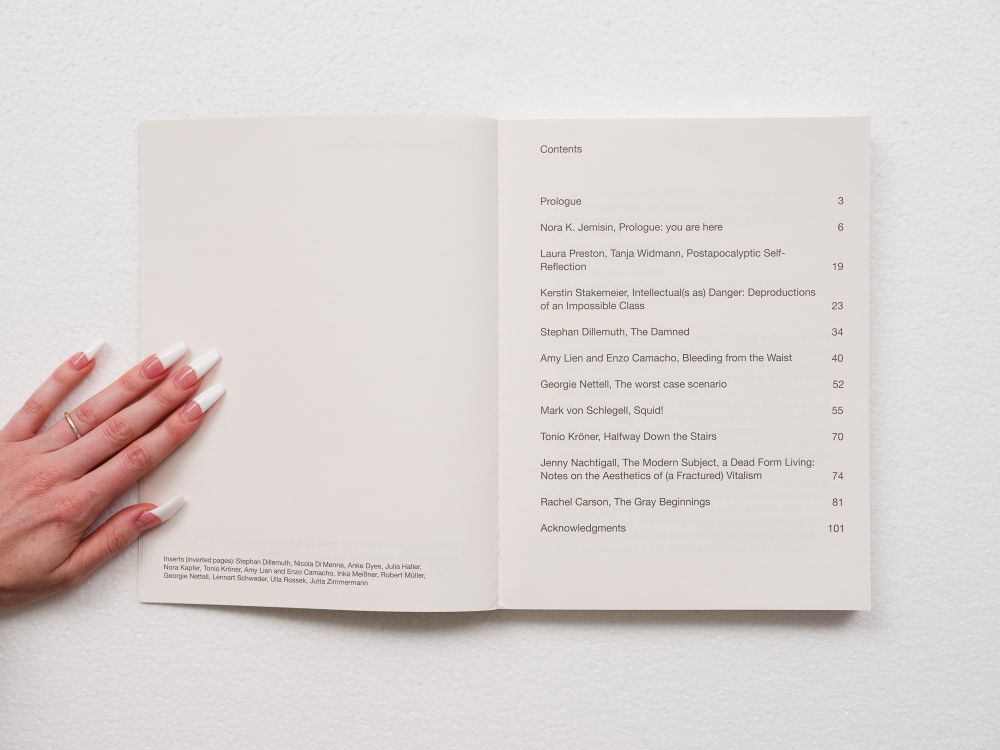 Inserts (inverted pages): Stephan Dillemuth, Nicola Di Menna, Anke Dyes, Julia Haller,
Nora Kapfer, Tonio Kröner, Amy Lien and Enzo Camacho, Inka Meißner, Robert Müller,
Georgie Nettell, Lennart Schweder, Ulla Rossek, Jutta Zimmermann
Contents
Prologue 3
Nora K. Jemisin, Prologue: you are here 6
Laura Preston, Tanja Widmann, Postapocalyptic Self-
Reflection 19
Kerstin Stakemeier, Intellectual(s as) Danger: Deproductions
of an Impossible Class 23
Stephan Dillemuth, The Damned 34
Amy Lien and Enzo Camacho, Bleeding from the Waist 40
Georgie Nettell, The worst case scenario 52
Mark von Schlegell, Squid! 55
Tonio Kröner, Halfway Down the Stairs 70
Jenny Nachtigall, The Modern Subject, a Dead Form Living:
Notes on the Aesthetics of (a Fractured) Vitalism 74
Rachel Carson, The Gray Beginnings 81
Acknowledgments 101